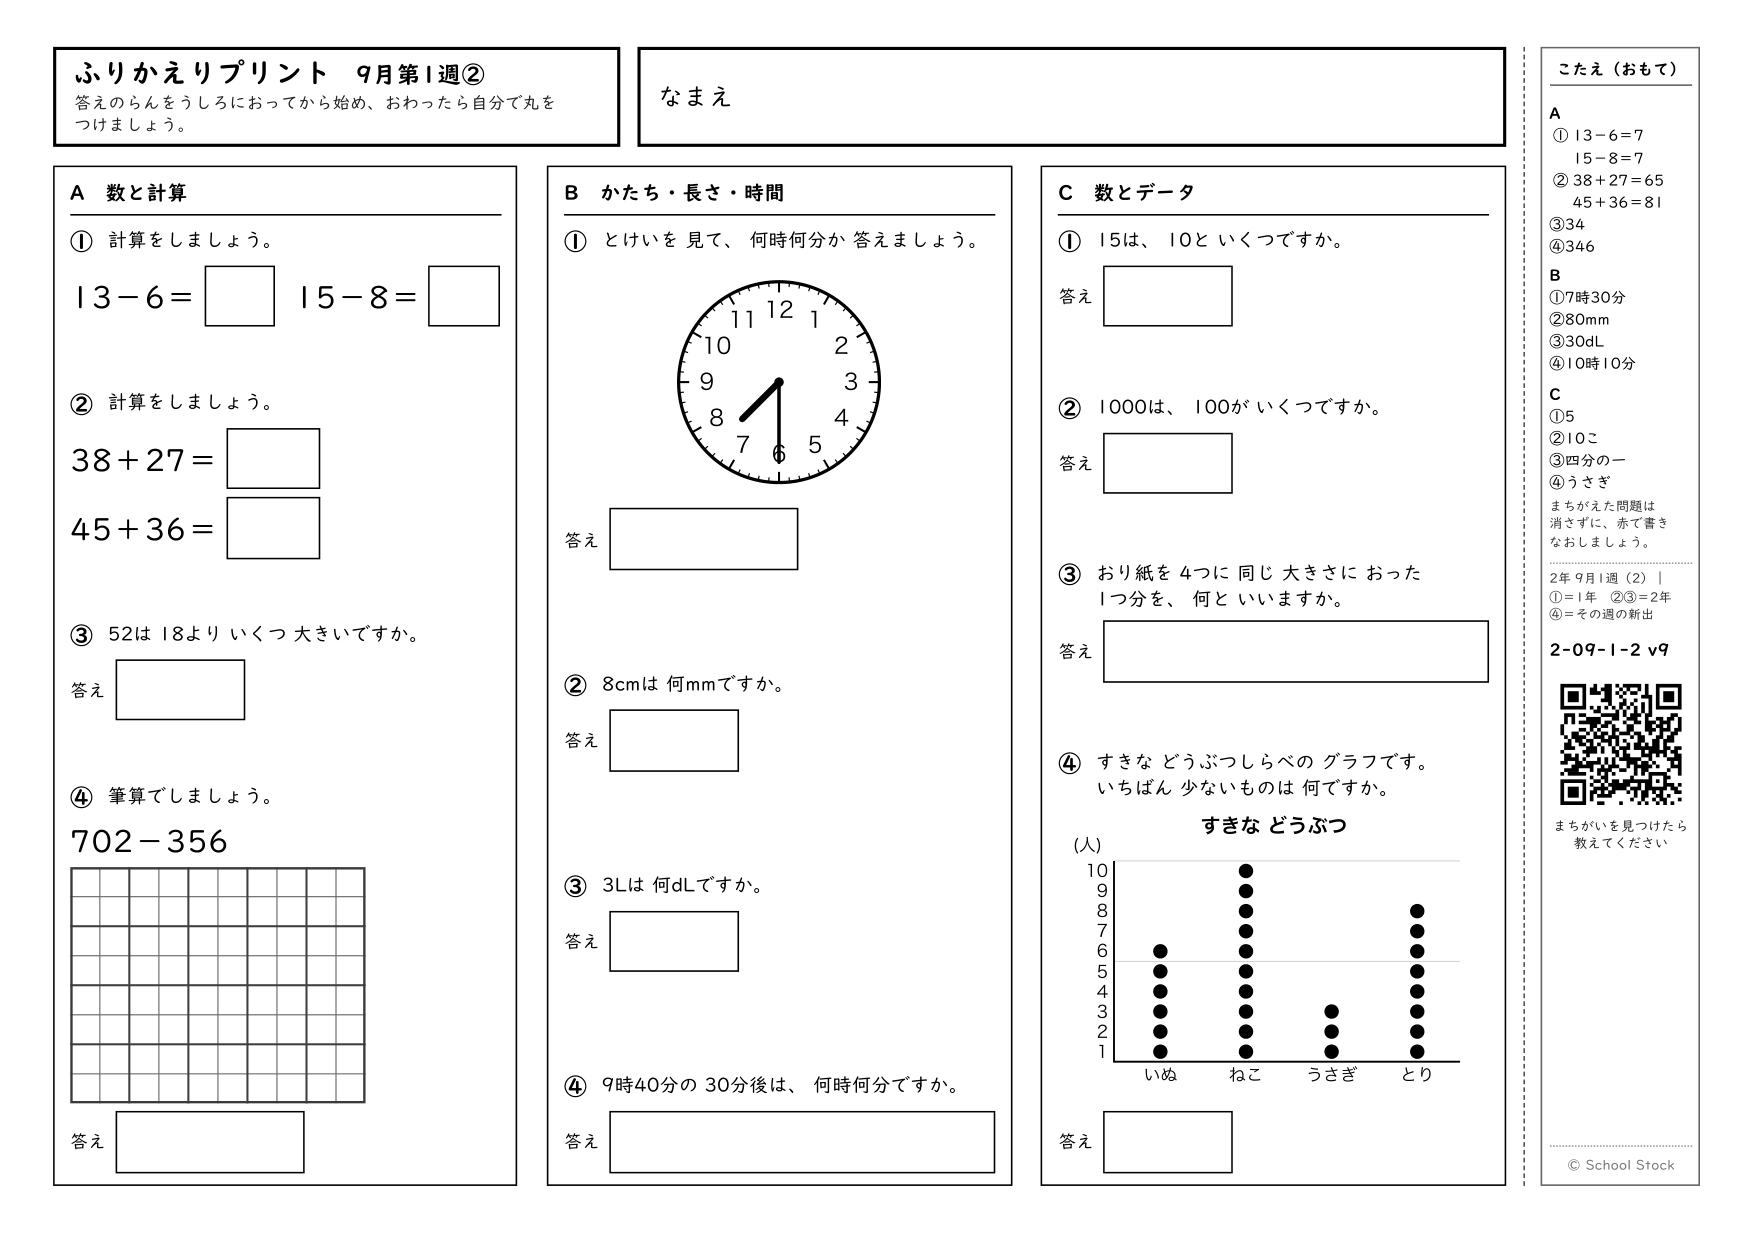 ふりかえりプリント　9月第1週②
答えのらんをうしろにおってから始め、おわったら自分で丸を
つけましょう。
なまえ
A　数と計算
① 計算をしましょう。
13－6＝　15－8＝
② 計算をしましょう。
38＋27＝
45＋36＝
③ 52は 18より いくつ 大きいですか。
答え
④ 筆算でしましょう。
702－356
答え
B　かたち・長さ・時間
① とけいを 見て、 何時何分か 答えましょう。
12
1
2
3
4
5
6
7
8
9
10
11
答え
② 8cmは 何mmですか。
答え
③ 3Lは 何dLですか。
答え
④ 9時40分の 30分後は、 何時何分ですか。
答え
C　数とデータ
① 15は、 10と いくつですか。
答え
② 1000は、 100が いくつですか。
答え
③ おり紙を 4つに 同じ 大きさに おった
1つ分を、 何と いいますか。
答え
④ すきな どうぶつしらべの グラフです。
いちばん 少ないものは 何ですか。
すきな どうぶつ
(人)
10
9
8
7
6
5
4
3
2
1
いぬ　ねこ　うさぎ　とり
答え
こたえ（おもて）
A
① 13－6＝7
15－8＝7
② 38＋27＝65
45＋36＝81
③34
④346
B
①7時30分
②80mm
③30dL
④10時10分
C
①5
②10こ
③四分の一
④うさぎ
まちがえた問題は
消さずに、赤で書き
なおしましょう。
2年 9月1週（2）｜
①＝1年　②③＝2年
④＝その週の新出
2-09-1-2 v9
まちがいを見つけたら
教えてください
© School Stock